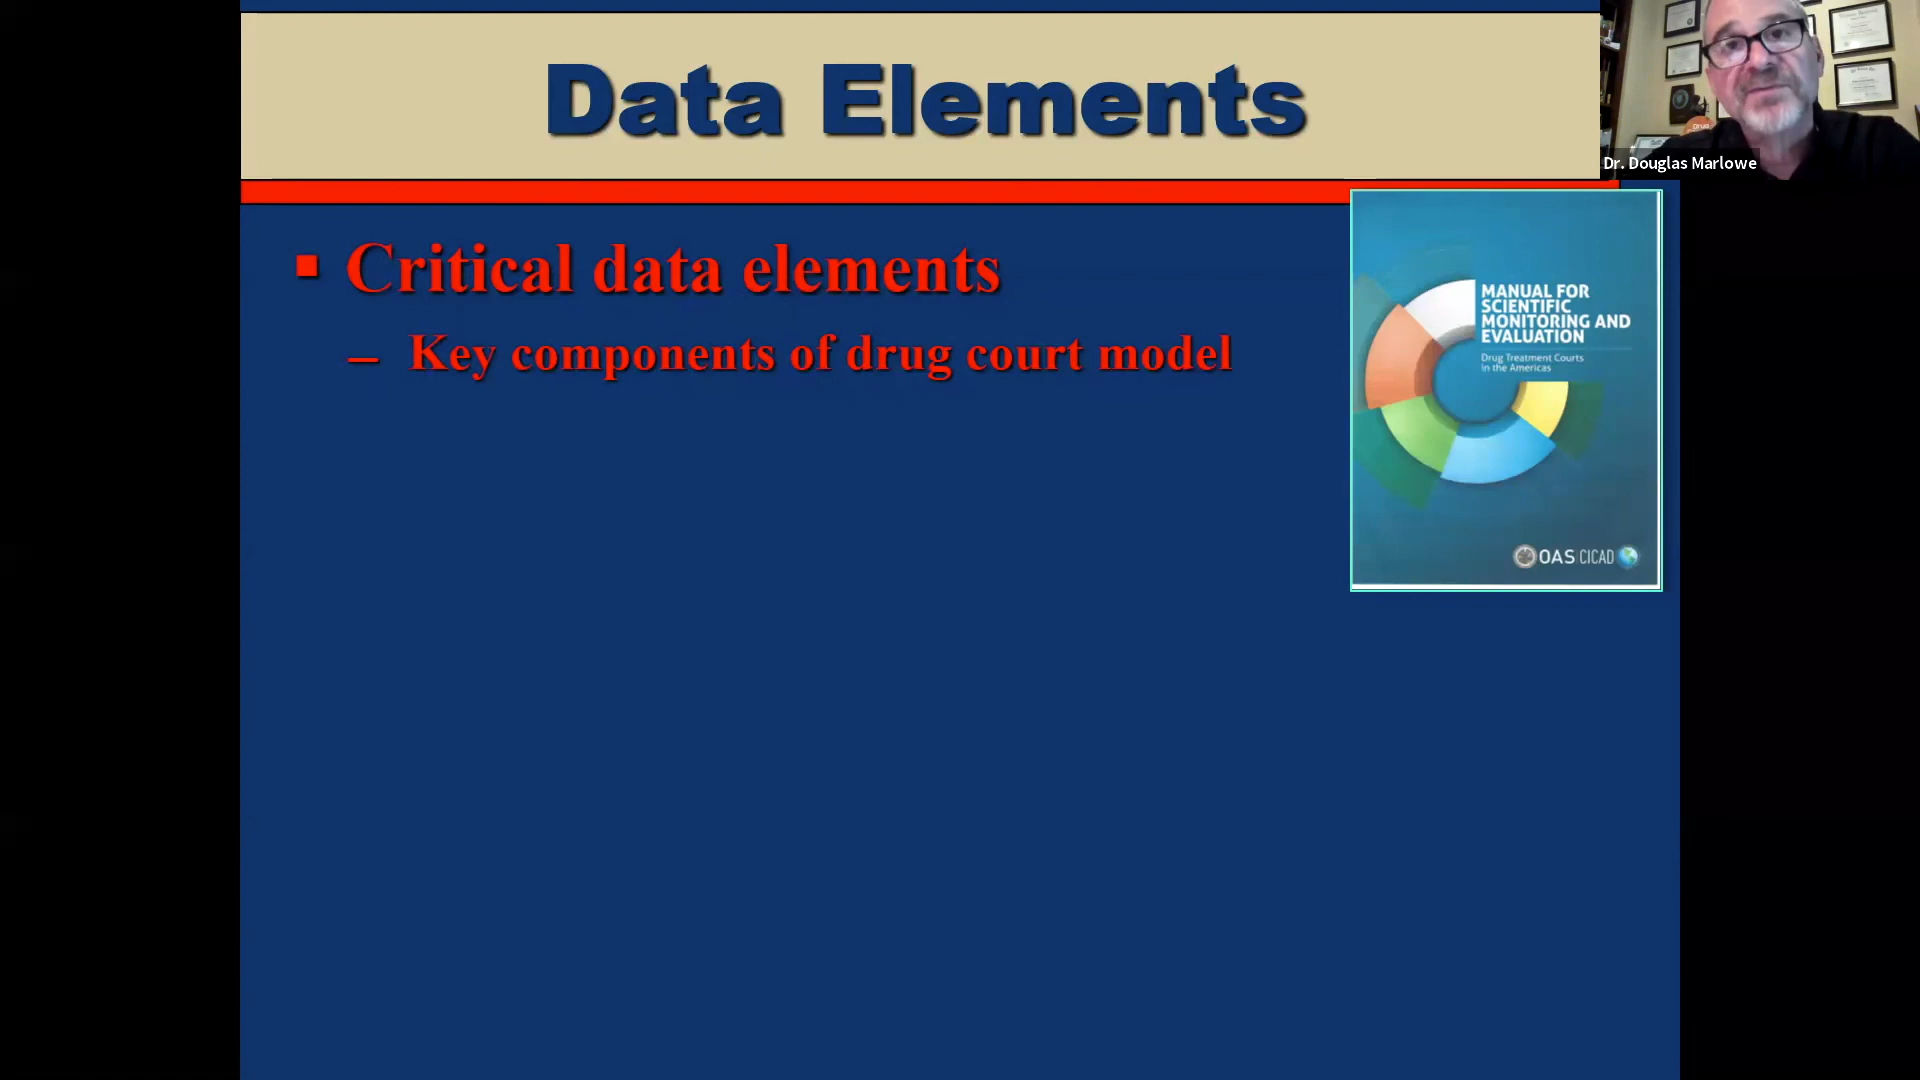 Data Elements
Dr. Douglas Marlowe
▪ Critical data elements
– Key components of drug court model
MANUAL FOR
SCIENTIFIC
MONITORING AND
EVALUATION
Drug Treatment Courts
in the Americas
OAS CICAD
Drug